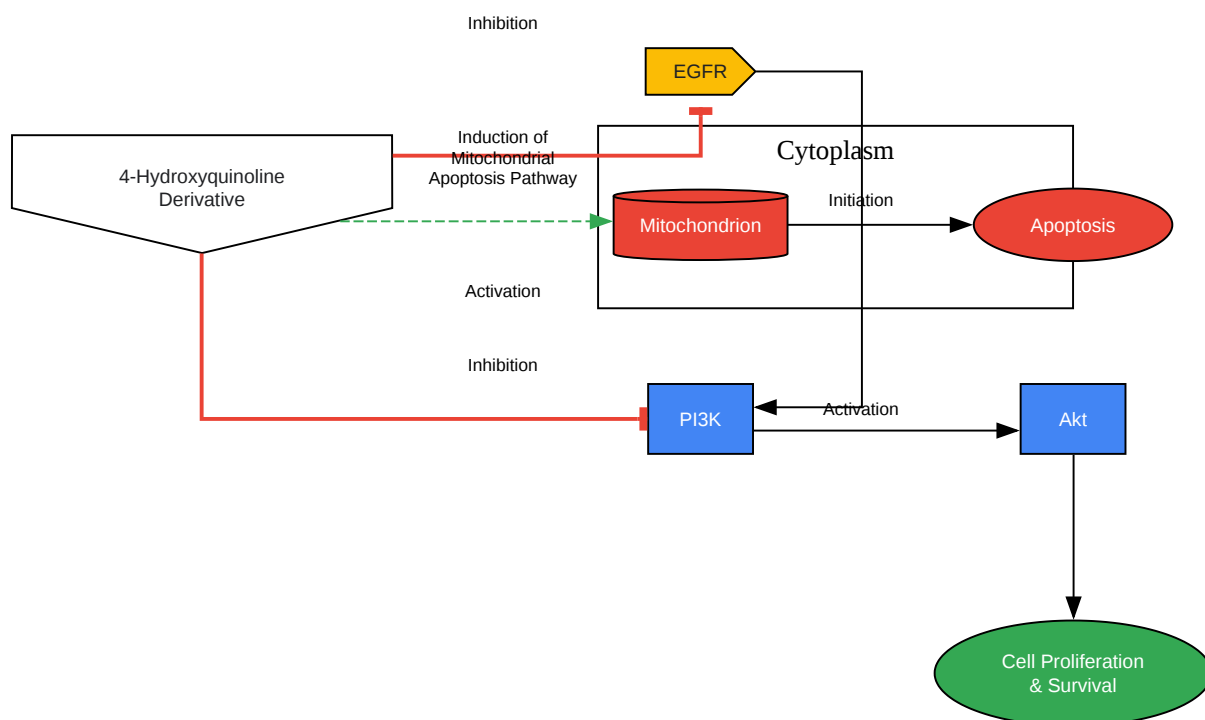 Inhibition
EGFR
Induction of
Mitochondrial
Apoptosis Pathway
Cytoplasm
4-Hydroxyquinoline
Derivative
Mitochondrion
Initiation
Apoptosis
Activation
Inhibition
PI3K
Activation
Akt
Cell Proliferation
& Survival